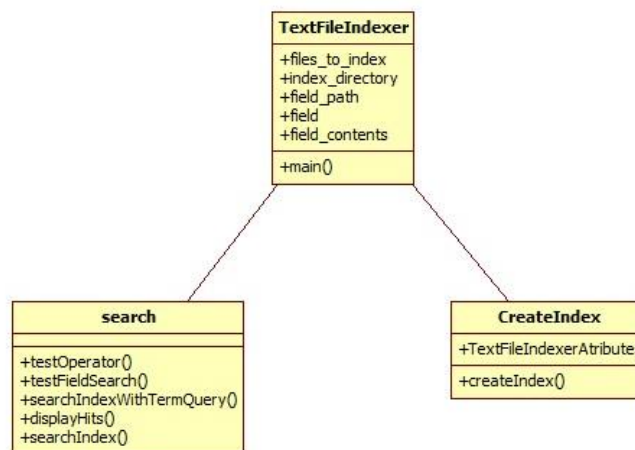 TextFileIndexer
+files_to_index
+index_directory
+field_path
+field
+field_contents
+main()
search
+testOperator()
+testFieldSearch()
+searchIndexWithTermQuery()
+displayHits()
+searchIndex()
CreateIndex
+TextFileIndexerAtribute
+createIndex()